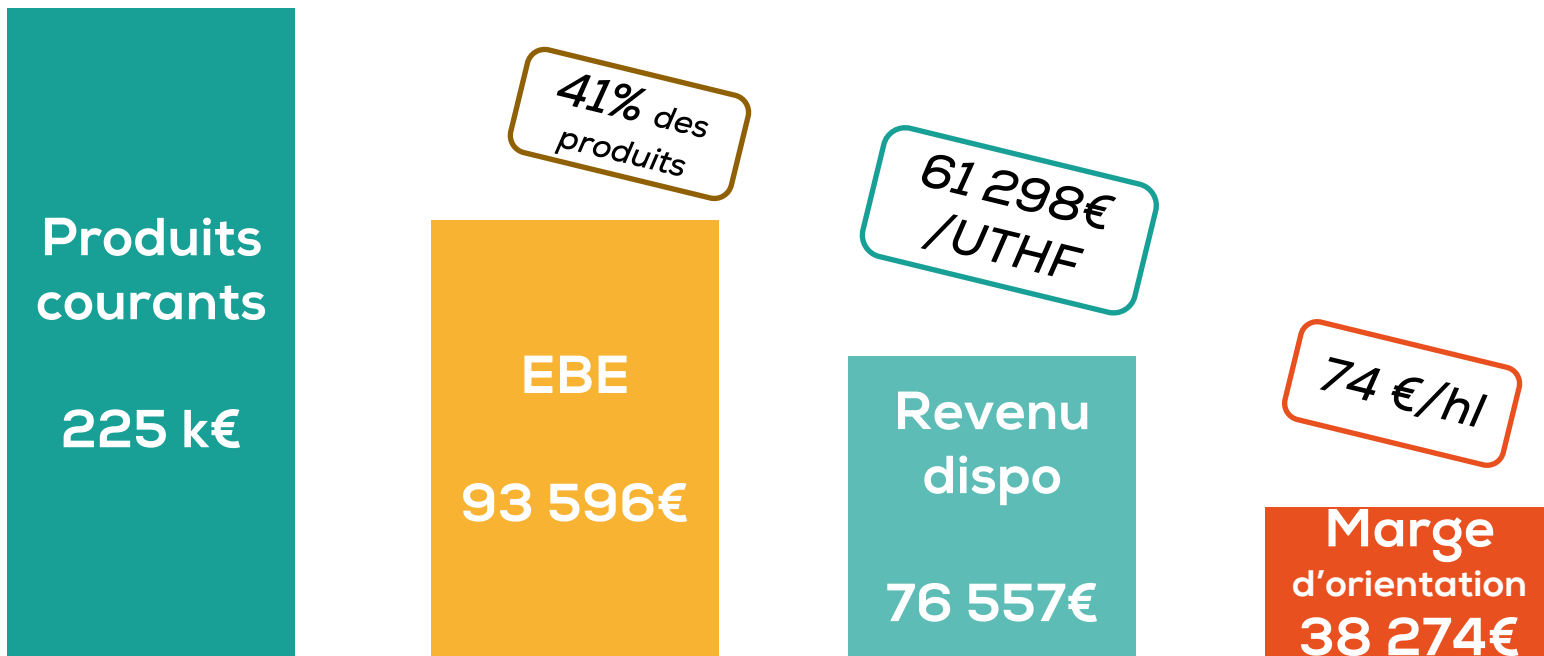 Produits
courants
225 k€
41% des
produits
EBE
93 596€
61 298€
/UTHF
Revenu
dispo
76 557€
74 €/hl
Marge
d’orientation
38 274€